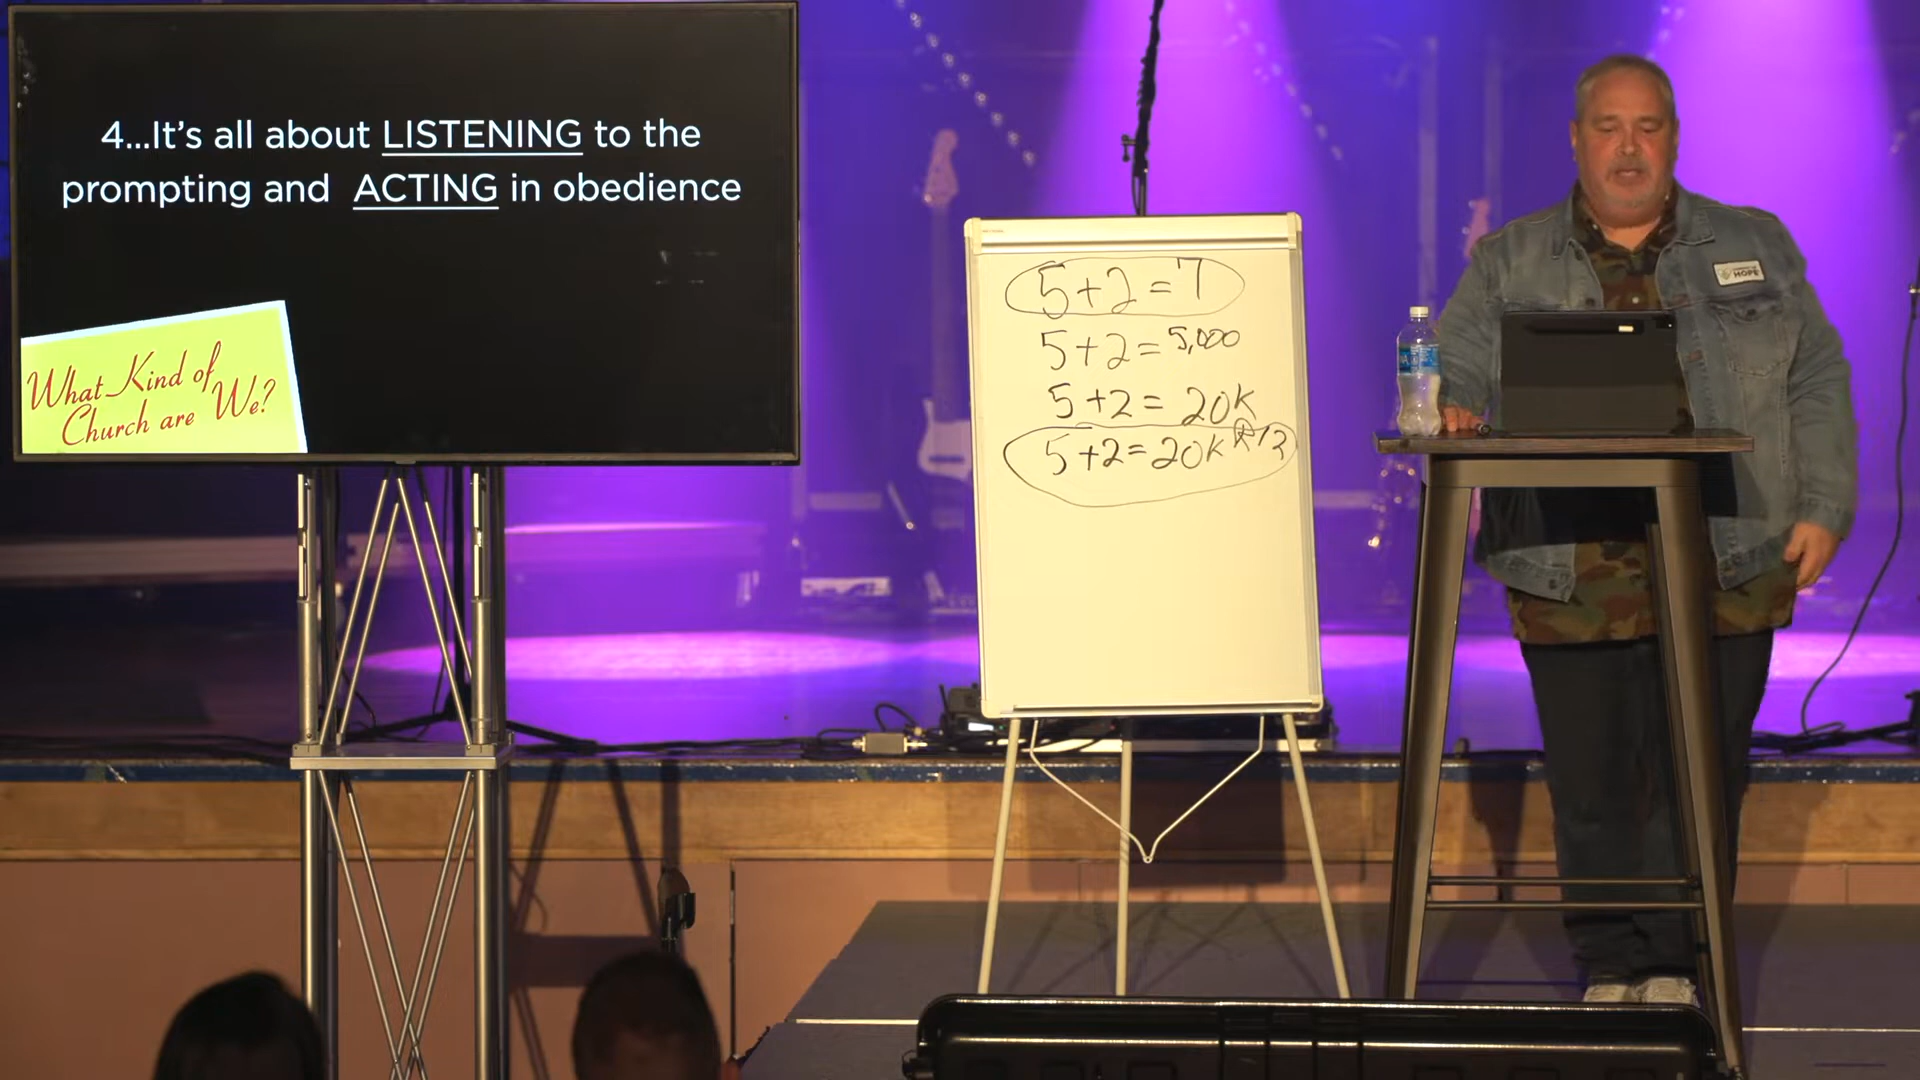 4...It's all about LISTENING to the
prompting and ACTING in obedience
What Kind of
Church are We?
5+2=7
5+2=5,000
5+2=20k
5+2=20k
HOPE